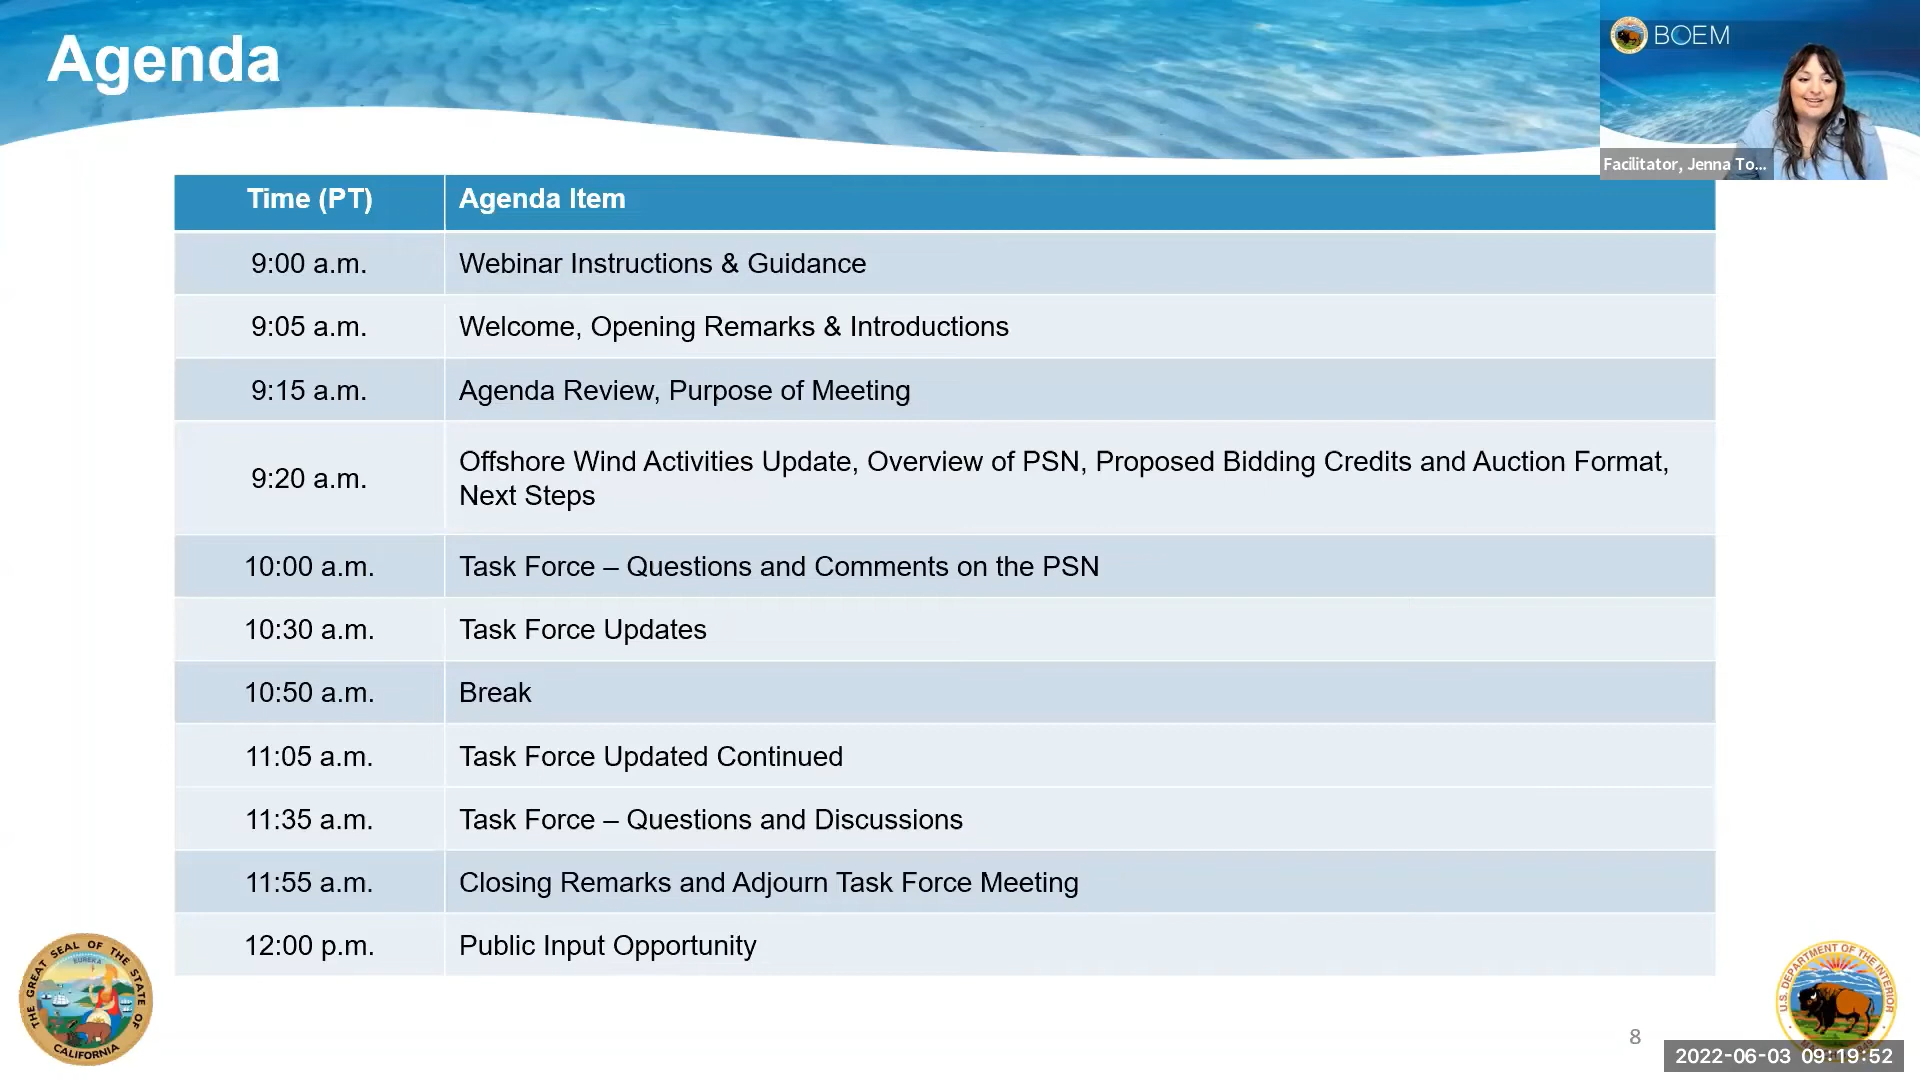 Agenda
BOEM
Facilitator, Jenna To...
Time (PT) Agenda Item
9:00 a.m. Webinar Instructions & Guidance
9:05 a.m. Welcome, Opening Remarks & Introductions
9:15 a.m. Agenda Review, Purpose of Meeting
9:20 a.m. Offshore Wind Activities Update, Overview of PSN, Proposed Bidding Credits and Auction Format,
Next Steps
10:00 a.m. Task Force – Questions and Comments on the PSN
10:30 a.m. Task Force Updates
10:50 a.m. Break
11:05 a.m. Task Force Updated Continued
11:35 a.m. Task Force – Questions and Discussions
11:55 a.m. Closing Remarks and Adjourn Task Force Meeting
12:00 p.m. Public Input Opportunity
THE GREAT SEAL OF THE STATE OF CALIFORNIA
EUREKA
U.S. DEPARTMENT OF THE INTERIOR
8
2022-06-03 09:19:52